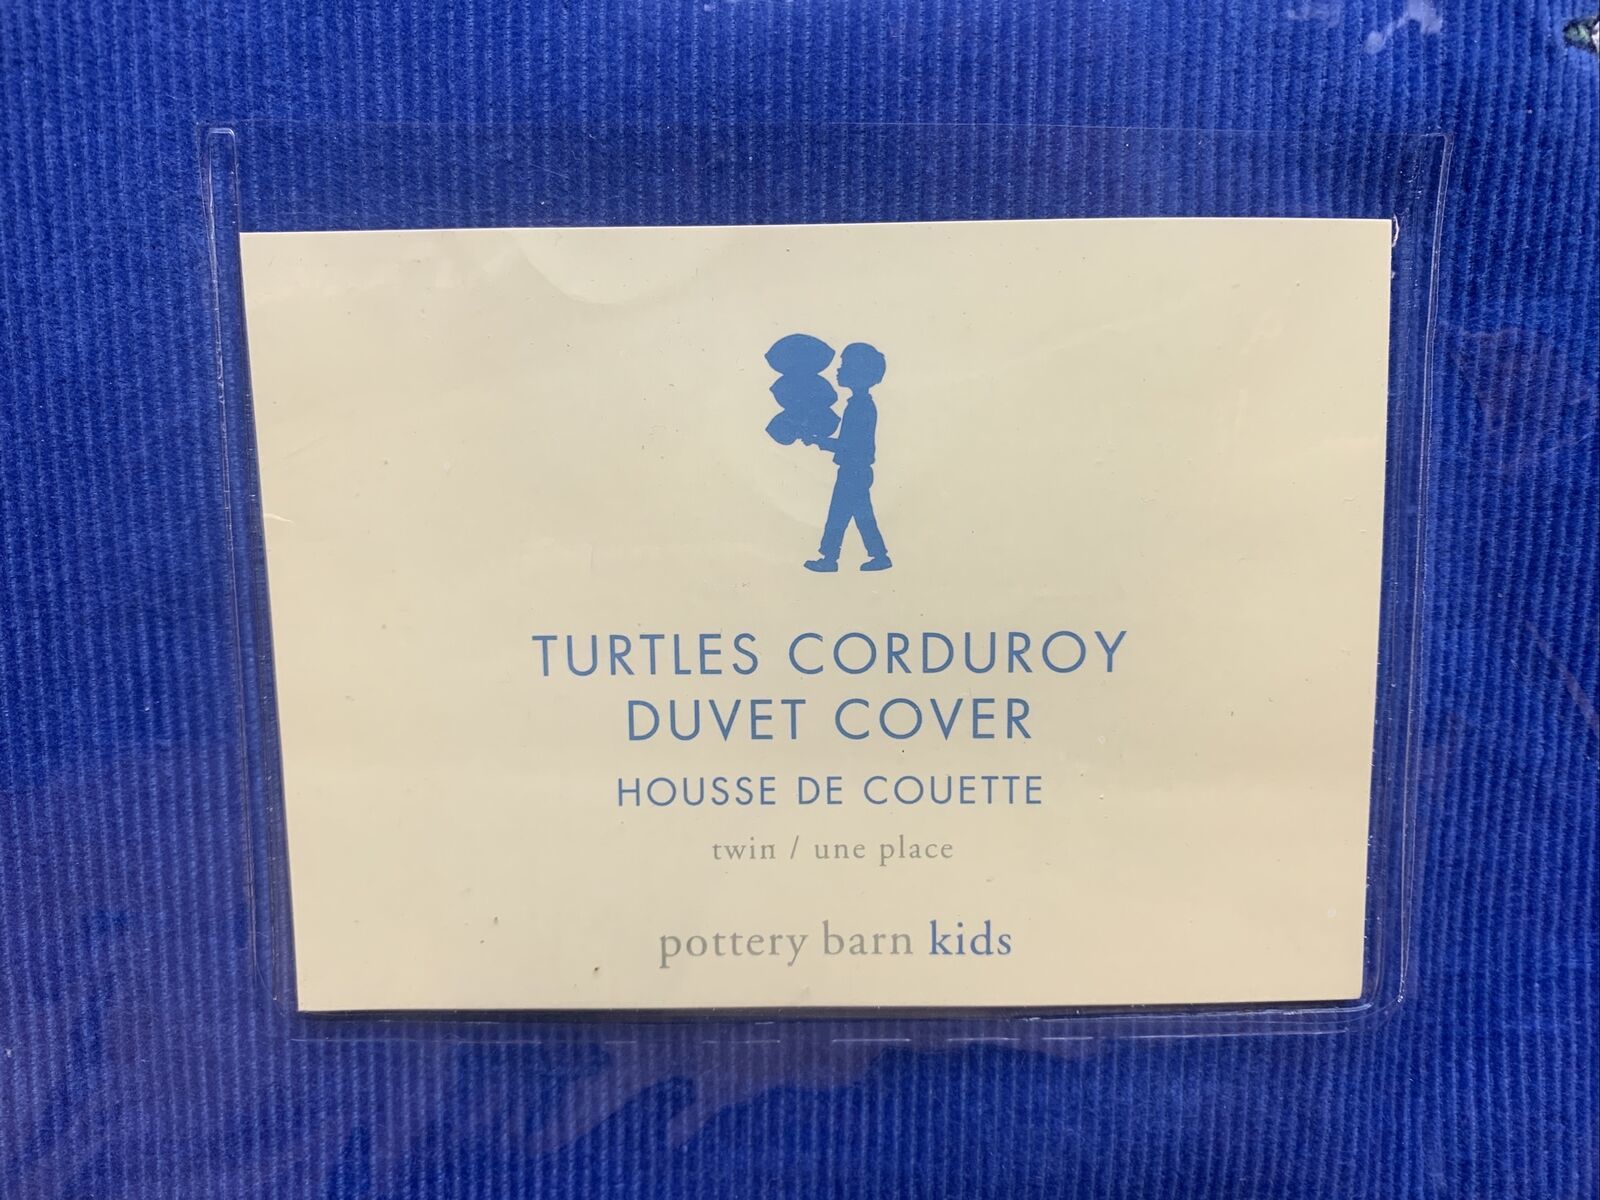 TURTLES CORDUROY
DUVET COVER
HOUSSE DE COUETTE
twin / une place
pottery barn kids